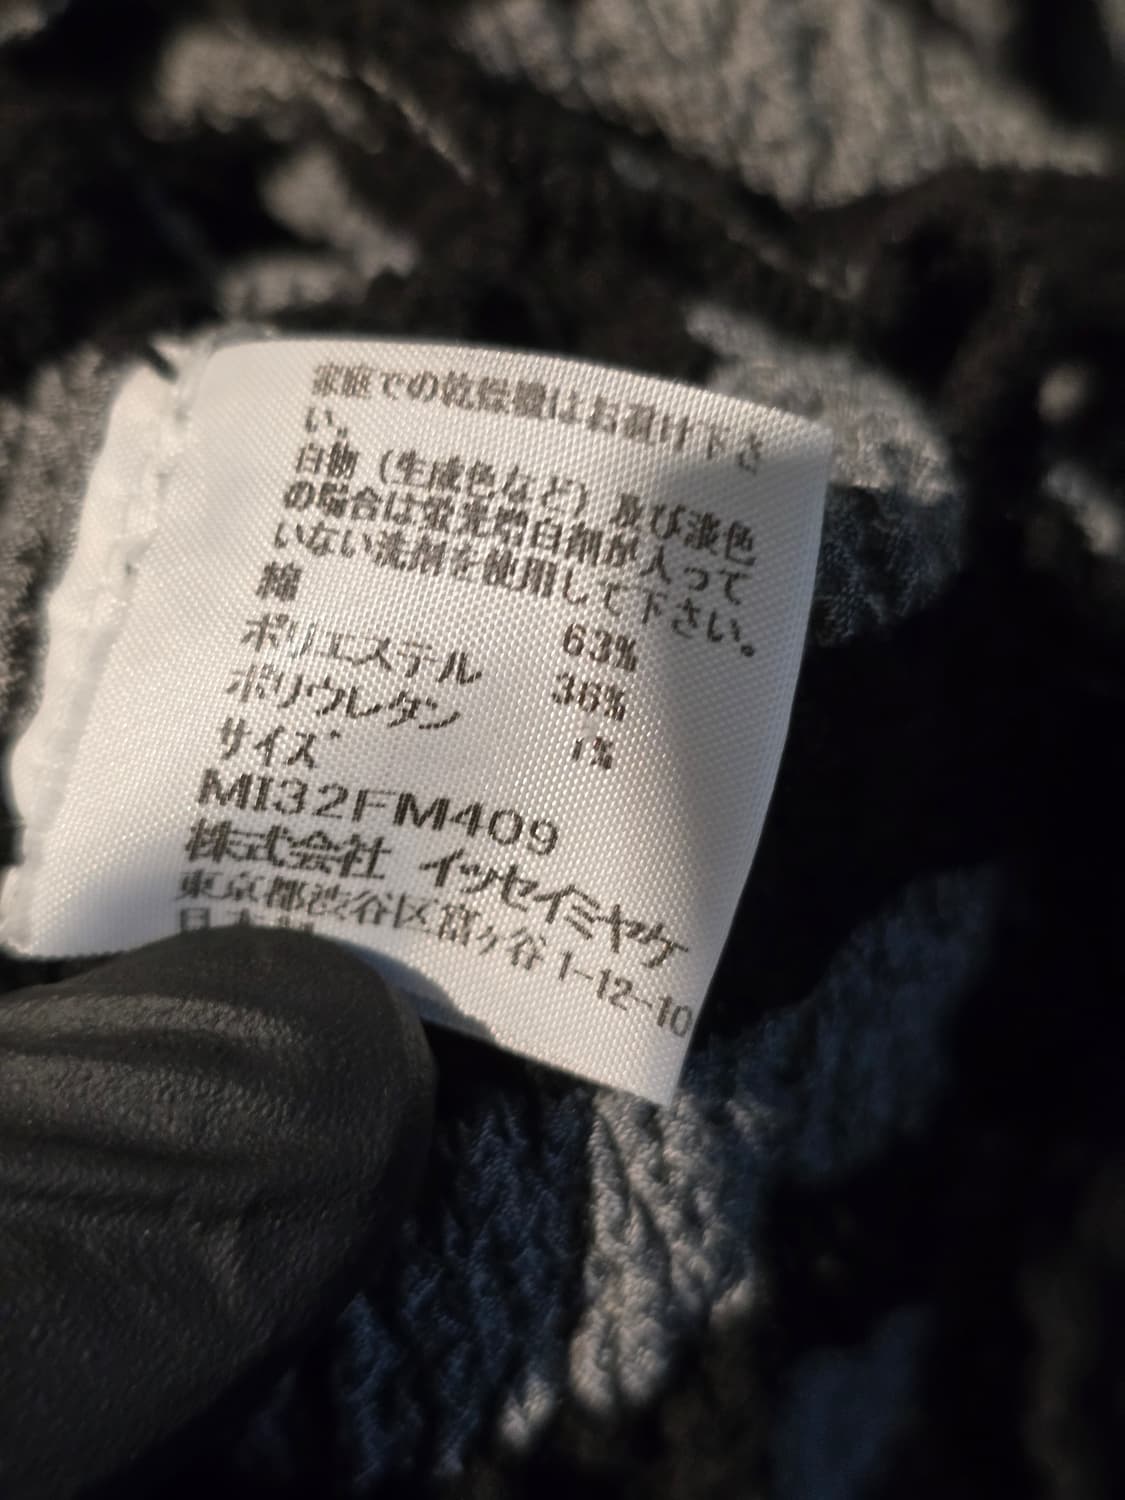 家庭での乾燥機はお避け下さ
い。
白物（生成色など）及び淡色
の場合は蛍光増白剤が入って
いない洗剤を使用して下さい。
綿 63%
ポリエステル 36%
ポリウレタン 1%
サイズ
MI32FM409
株式会社 イッセイミヤケ
東京都渋谷区富ヶ谷1-12-10